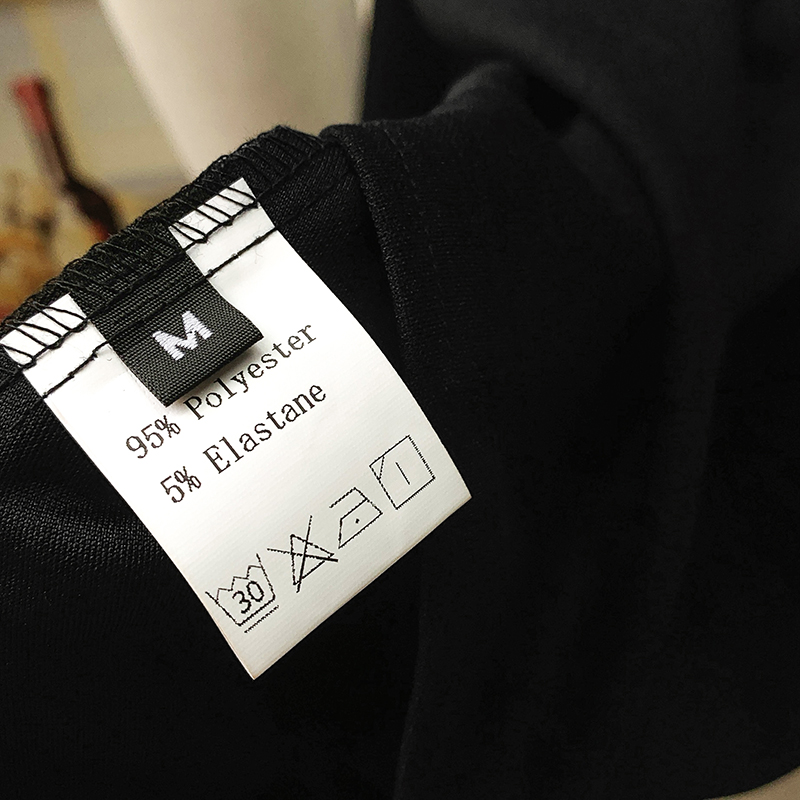 M
95% Polyester
5% Elastane
30